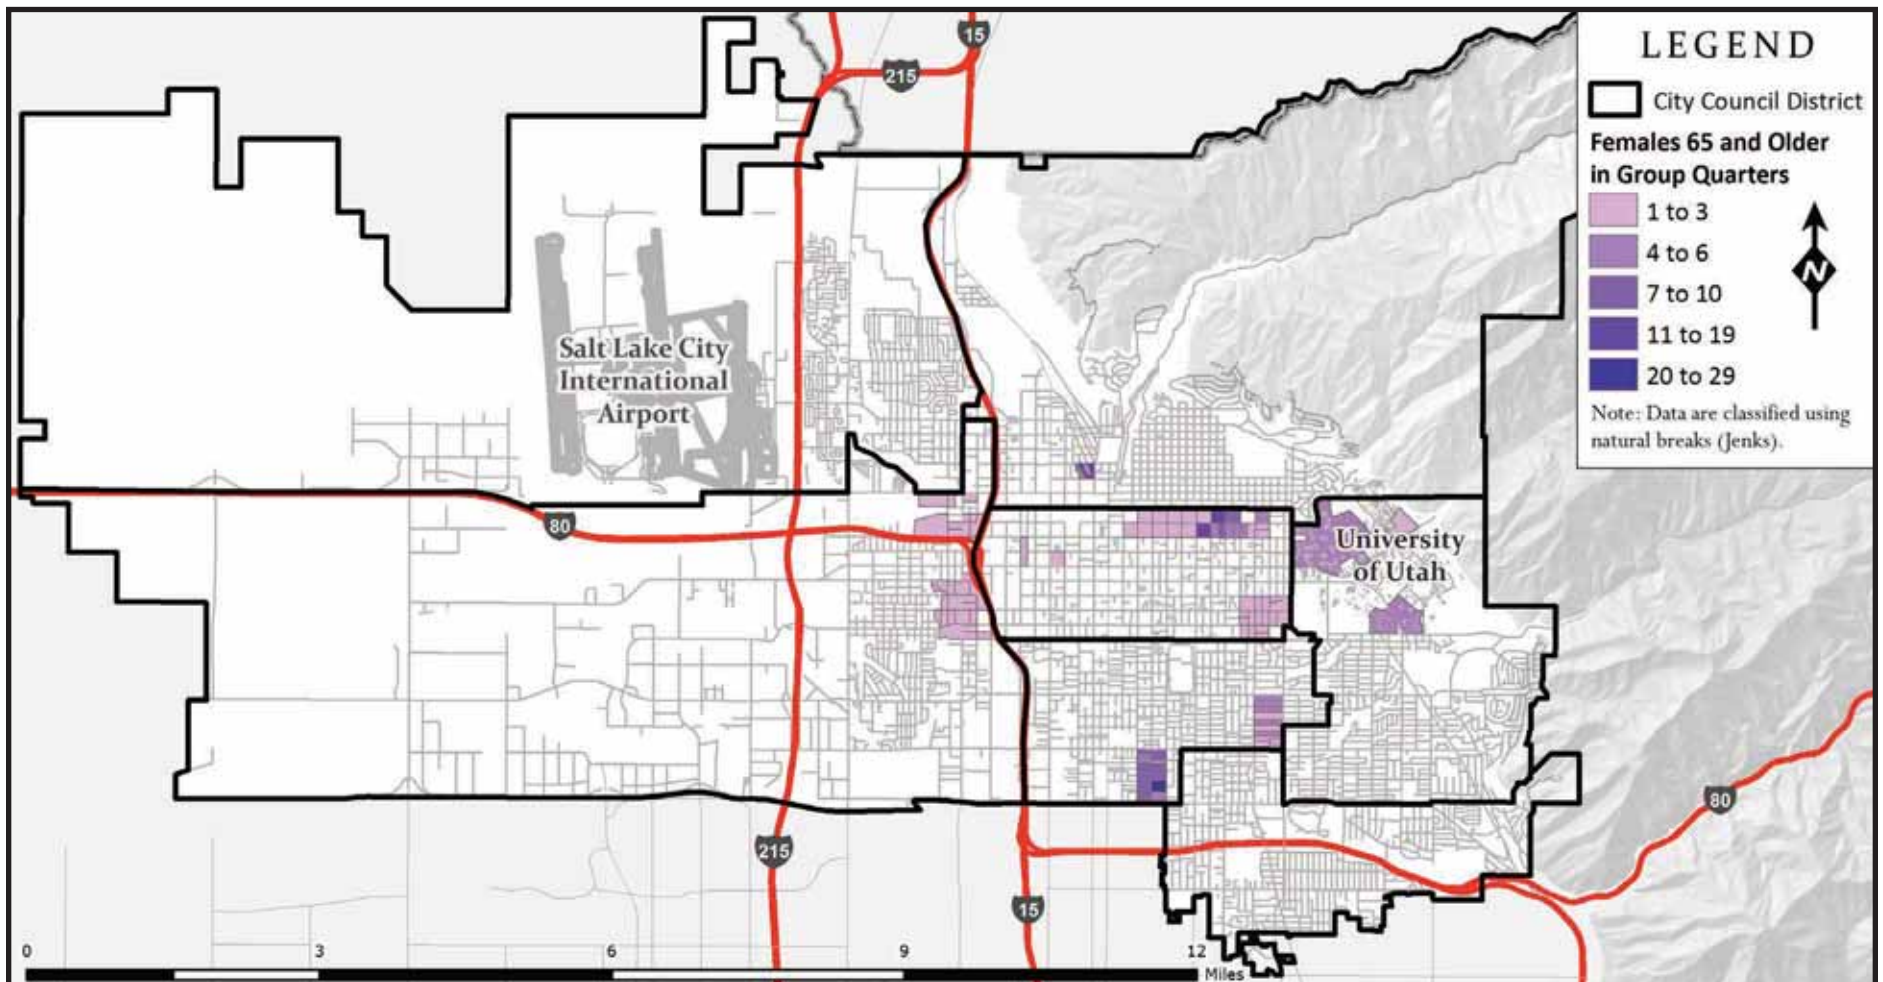 15
215
LEGEND
City Council District
Females 65 and Older
in Group Quarters
1 to 3
4 to 6
7 to 10
11 to 19
20 to 29
N
Note: Data are classified using
natural breaks (Jenks).
Salt Lake City
International
Airport
80
University
of Utah
80
215
15
0 3 6 9 12
Miles